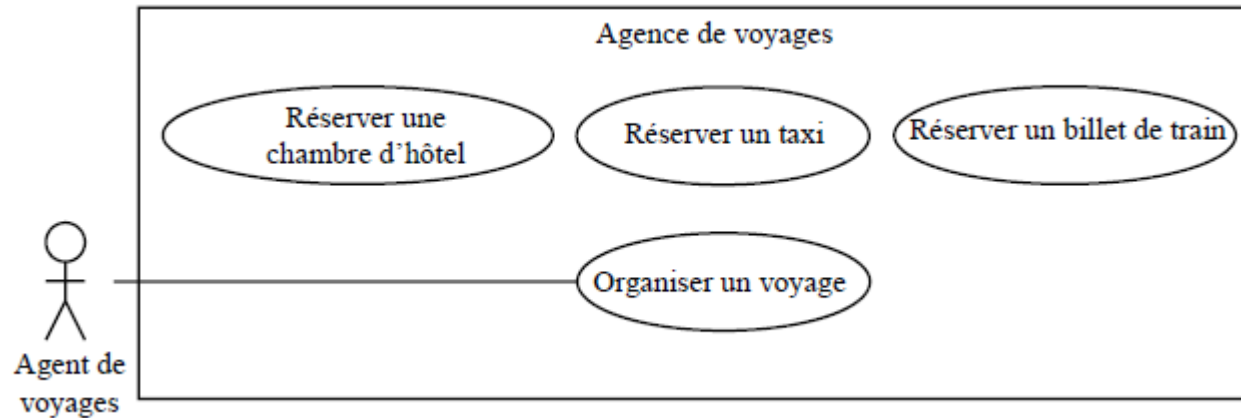 Agence de voyages
Réserver une
chambre d’hôtel
Réserver un taxi
Réserver un billet de train
Organiser un voyage
Agent de
voyages